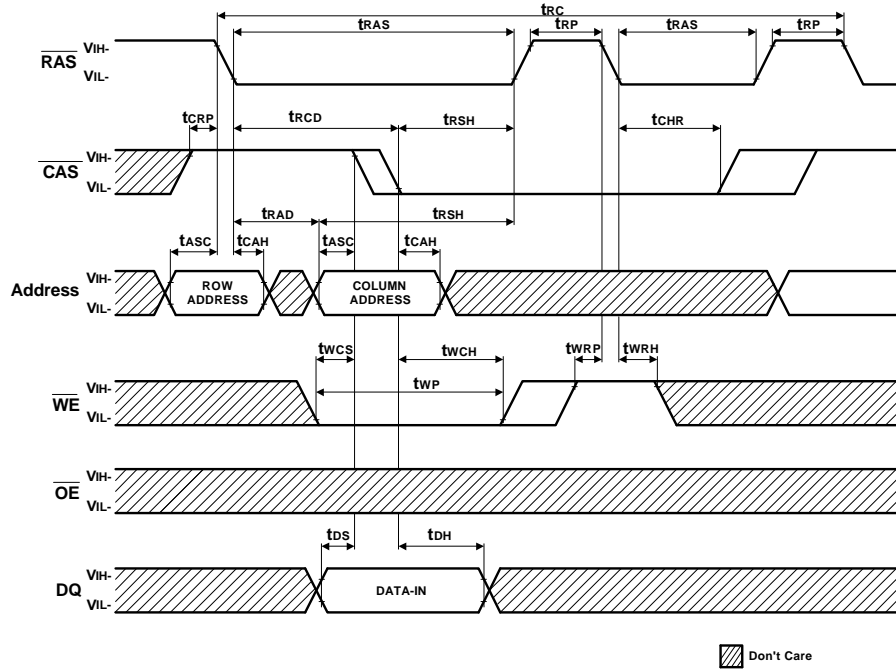 tRC
tRAS tRP tRAS tRP
VIH-
RAS
VIL-
tCRP tRCD tRSH tCHR
VIH-
CAS
VIL-
tRAD tRSH
tASC tCAH tASC tCAH
VIH-
Address ROW ADDRESS COLUMN ADDRESS
VIL-
tWCS tWCH tWRP tWRH
tWP
VIH-
WE
VIL-
VIH-
OE
VIL-
tDS tDH
VIH-
DQ DATA-IN
VIL-
Don't Care